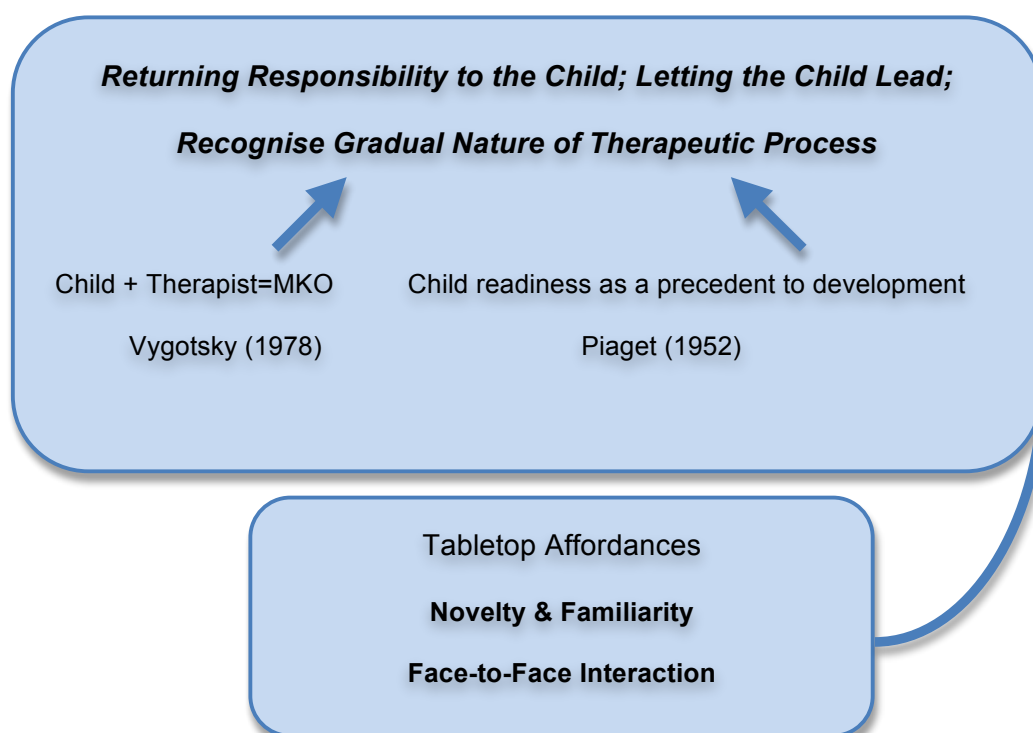 Returning Responsibility to the Child; Letting the Child Lead;
Recognise Gradual Nature of Therapeutic Process
Child + Therapist=MKO
Vygotsky (1978)
Child readiness as a precedent to development
Piaget (1952)
Tabletop Affordances
Novelty & Familiarity
Face-to-Face Interaction